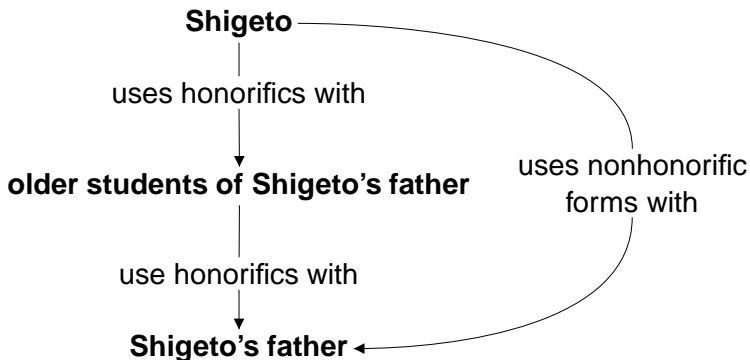 Shigeto
uses honorifics with
older students of Shigeto’s father
uses nonhonorific
forms with
use honorifics with
Shigeto’s father